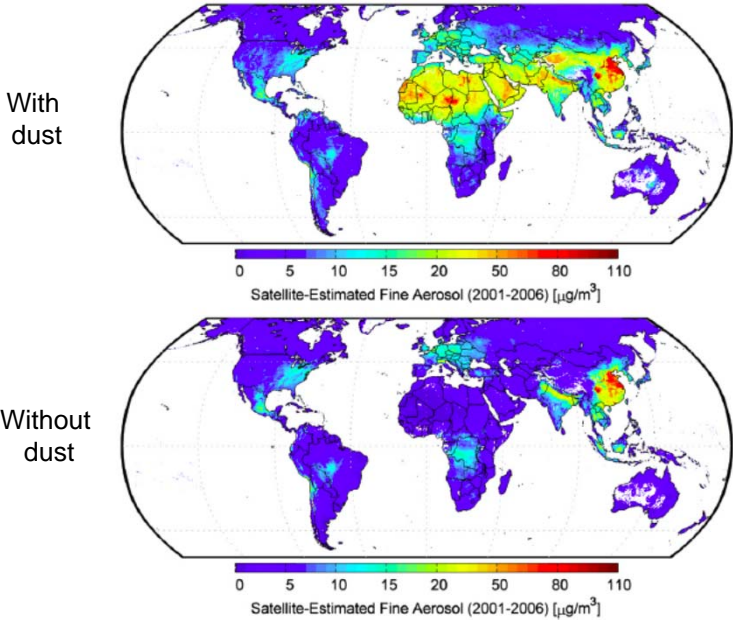 With
dust
0 5 10 15 20 50 80 110
Satellite-Estimated Fine Aerosol (2001-2006) [μg/m³]
Without
dust
0 5 10 15 20 50 80 110
Satellite-Estimated Fine Aerosol (2001-2006) [μg/m³]